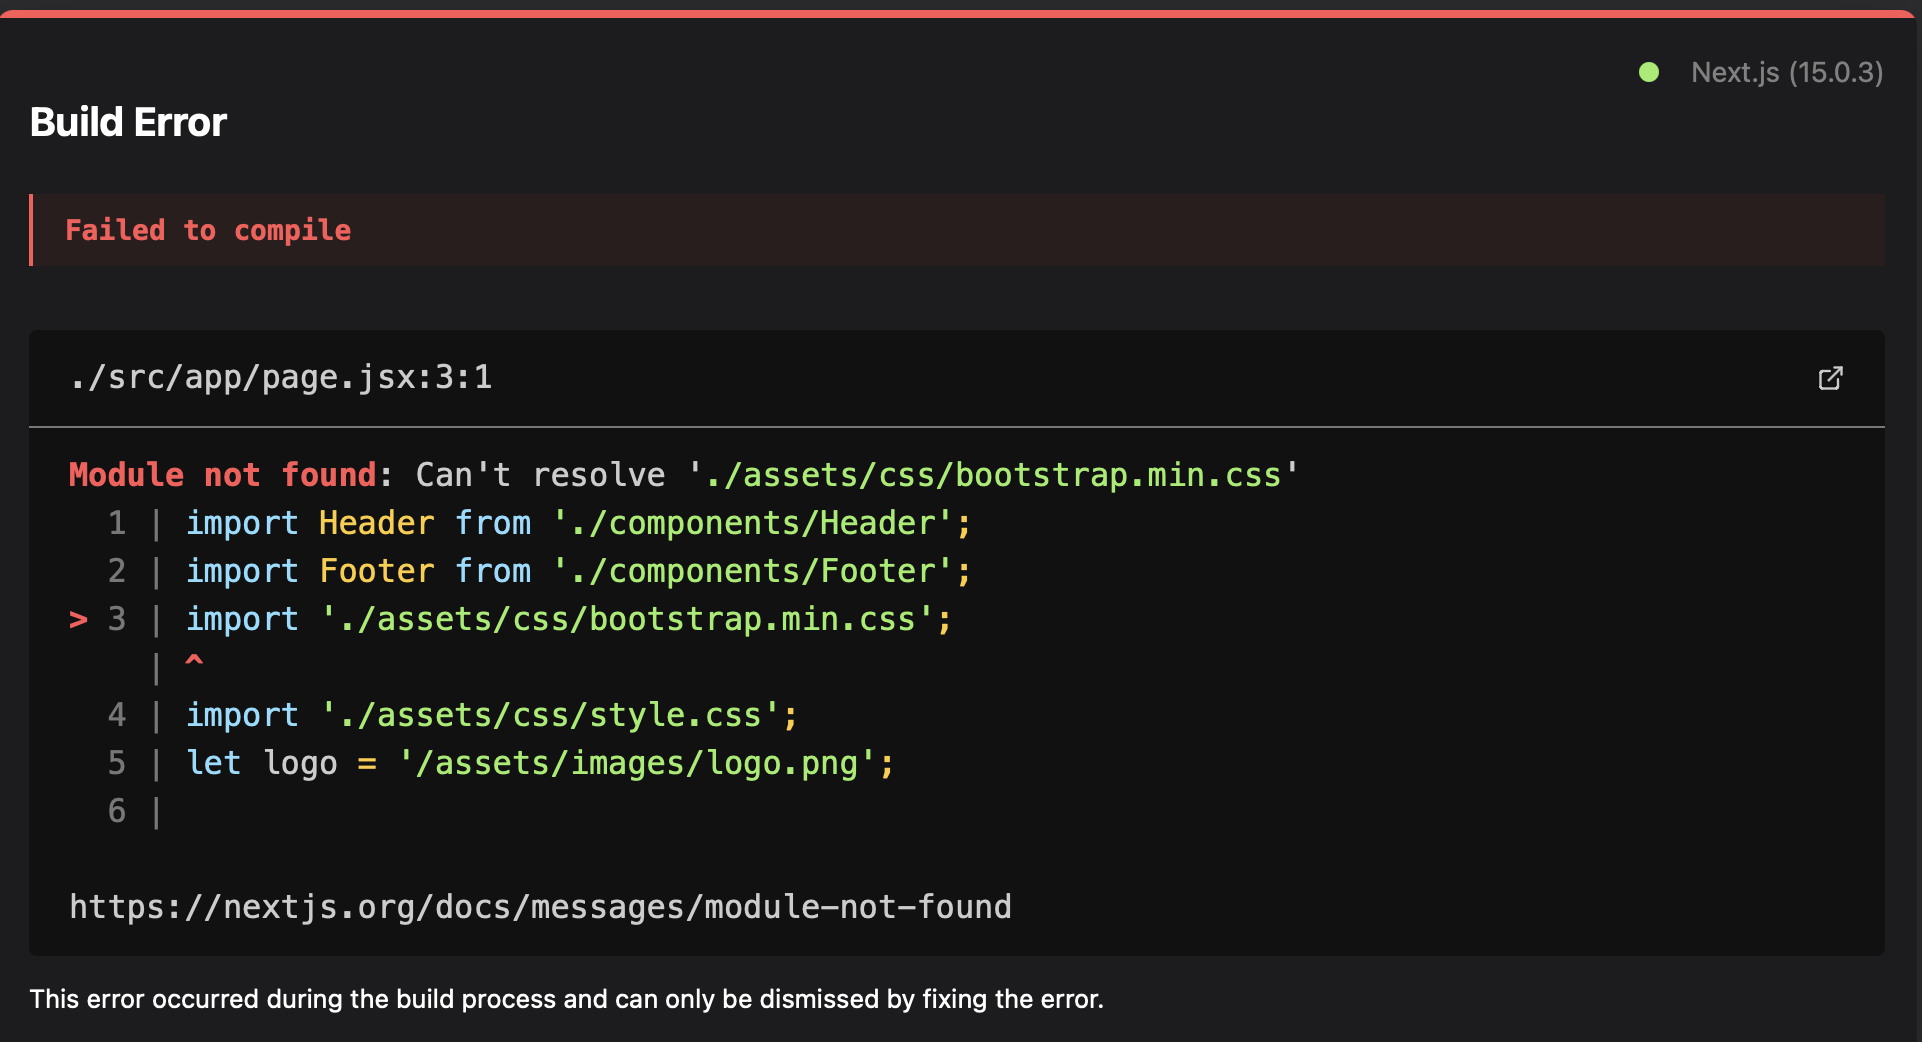 Next.js (15.0.3)
Build Error
Failed to compile
./src/app/page.jsx:3:1
Module not found: Can't resolve './assets/css/bootstrap.min.css'
  1 | import Header from './components/Header';
  2 | import Footer from './components/Footer';
> 3 | import './assets/css/bootstrap.min.css';
    | ^
  4 | import './assets/css/style.css';
  5 | let logo = '/assets/images/logo.png';
  6 |
https://nextjs.org/docs/messages/module-not-found
This error occurred during the build process and can only be dismissed by fixing the error.